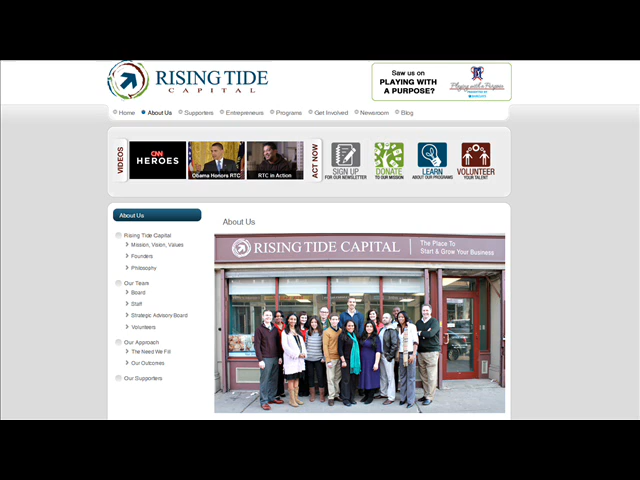 RISING TIDE
CAPITAL
Saw us on
PLAYING WITH
A PURPOSE?
Playing with a Purpose
Home
About Us
Supporters
Entrepreneurs
Programs
Get Involved
Newsroom
Blog
VIDEOS
CNN
HEROES
Obama Honors RTC
RTC in Action
ACT NOW
SIGN UP
FOR OUR NEWSLETTER
DONATE
TO OUR MISSION
LEARN
ABOUT OUR PROGRAMS
VOLUNTEER
YOUR TALENT
About Us
Rising Tide Capital
Mission, Vision, Values
Founders
Philosophy
Our Team
Board
Staff
Strategic Advisory Board
Volunteers
Our Approach
The Need We Fill
Our Outcomes
Our Supporters
About Us
RISING TIDE CAPITAL
The Place To
Start & Grow Your Business